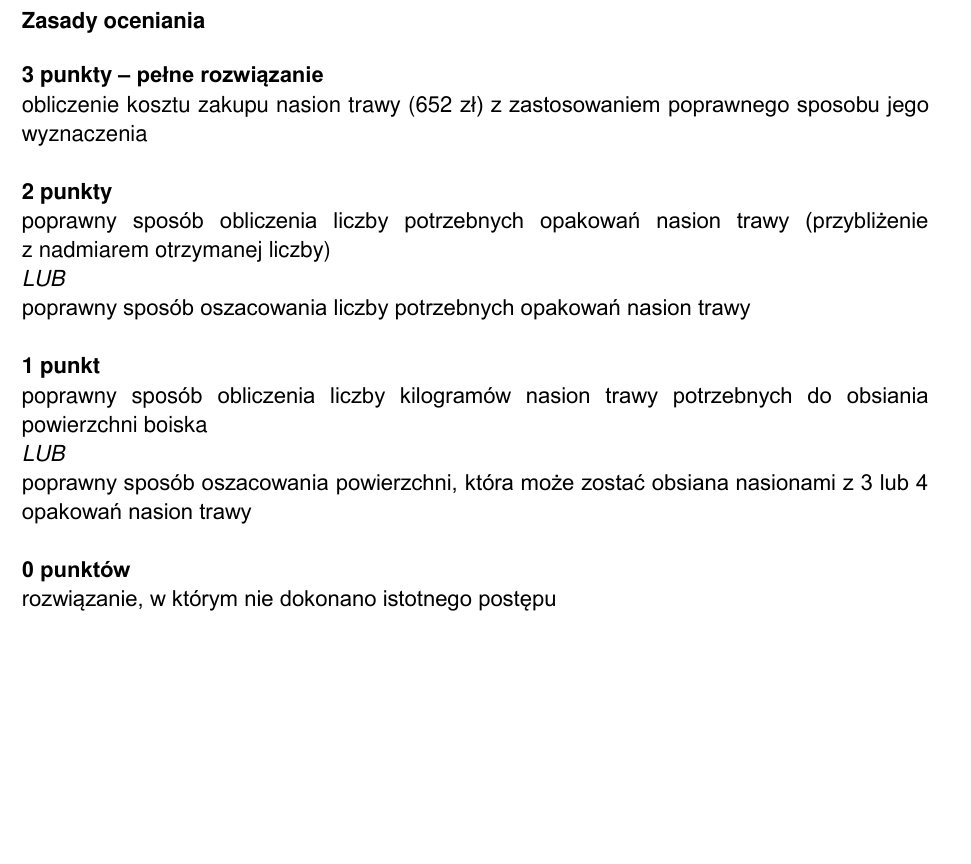 Zasady oceniania
3 punkty – pełne rozwiązanie
obliczenie kosztu zakupu nasion trawy (652 zł) z zastosowaniem poprawnego sposobu jego
wyznaczenia
2 punkty
poprawny sposób obliczenia liczby potrzebnych opakowań nasion trawy (przybliżenie
z nadmiarem otrzymanej liczby)
LUB
poprawny sposób oszacowania liczby potrzebnych opakowań nasion trawy
1 punkt
poprawny sposób obliczenia liczby kilogramów nasion trawy potrzebnych do obsiania
powierzchni boiska
LUB
poprawny sposób oszacowania powierzchni, która może zostać obsiana nasionami z 3 lub 4
opakowań nasion trawy
0 punktów
rozwiązanie, w którym nie dokonano istotnego postępu